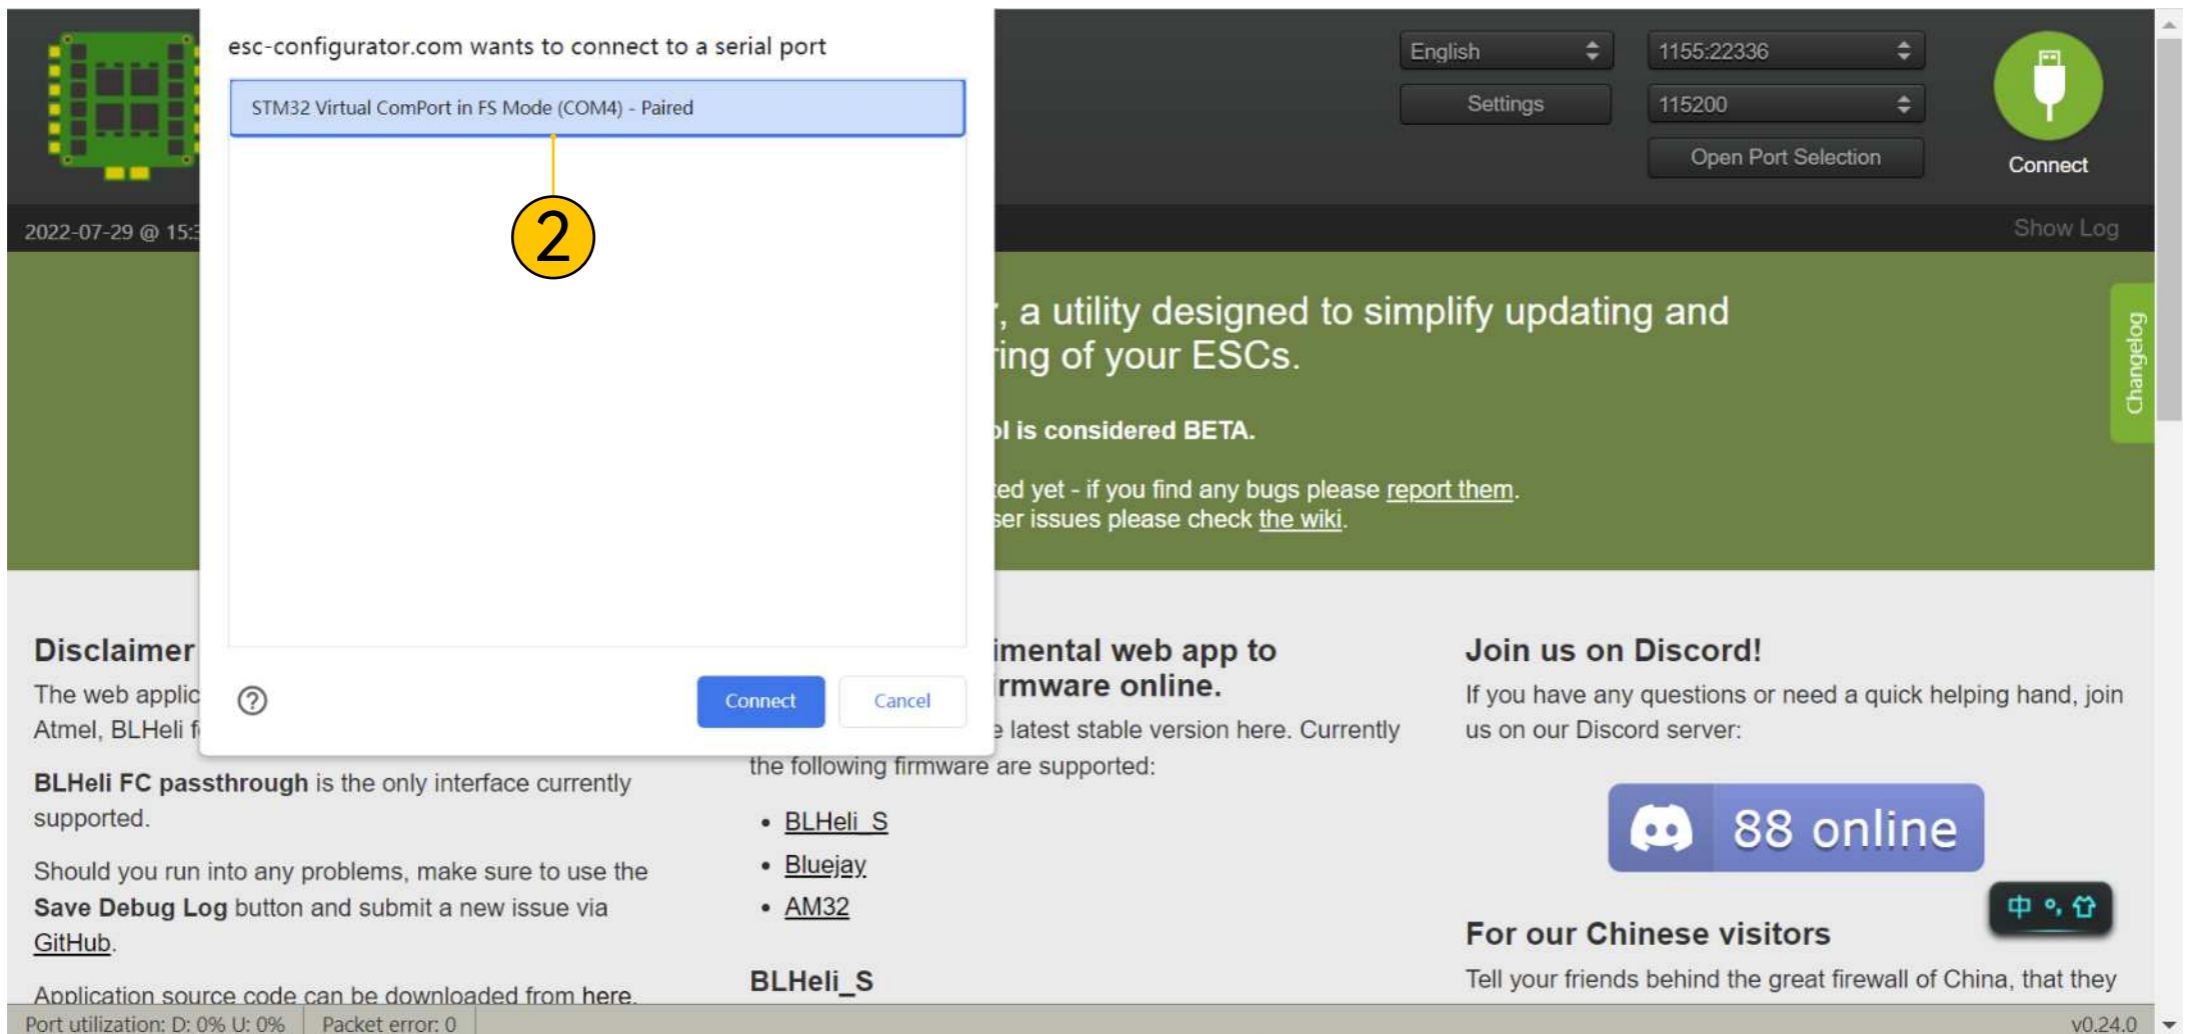 esc-configurator.com wants to connect to a serial port
STM32 Virtual ComPort in FS Mode (COM4) - Paired
2
Connect
Cancel
English
1155:22336
Settings
115200
Open Port Selection
Connect
2022-07-29 @ 15:3
Show Log
, a utility designed to simplify updating and
ing of your ESCs.
ol is considered BETA.
ted yet - if you find any bugs please report them.
ser issues please check the wiki.
Changelog
Disclaimer
The web applic
Atmel, BLHeli f
BLHeli FC passthrough is the only interface currently
supported.
Should you run into any problems, make sure to use the
Save Debug Log button and submit a new issue via
GitHub.
Application source code can be downloaded from here.
imental web app to
rmware online.
e latest stable version here. Currently
the following firmware are supported:
• BLHeli_S
• Bluejay
• AM32
BLHeli_S
Join us on Discord!
If you have any questions or need a quick helping hand, join
us on our Discord server:
88 online
中
For our Chinese visitors
Tell your friends behind the great firewall of China, that they
Port utilization: D: 0% U: 0%
Packet error: 0
v0.24.0